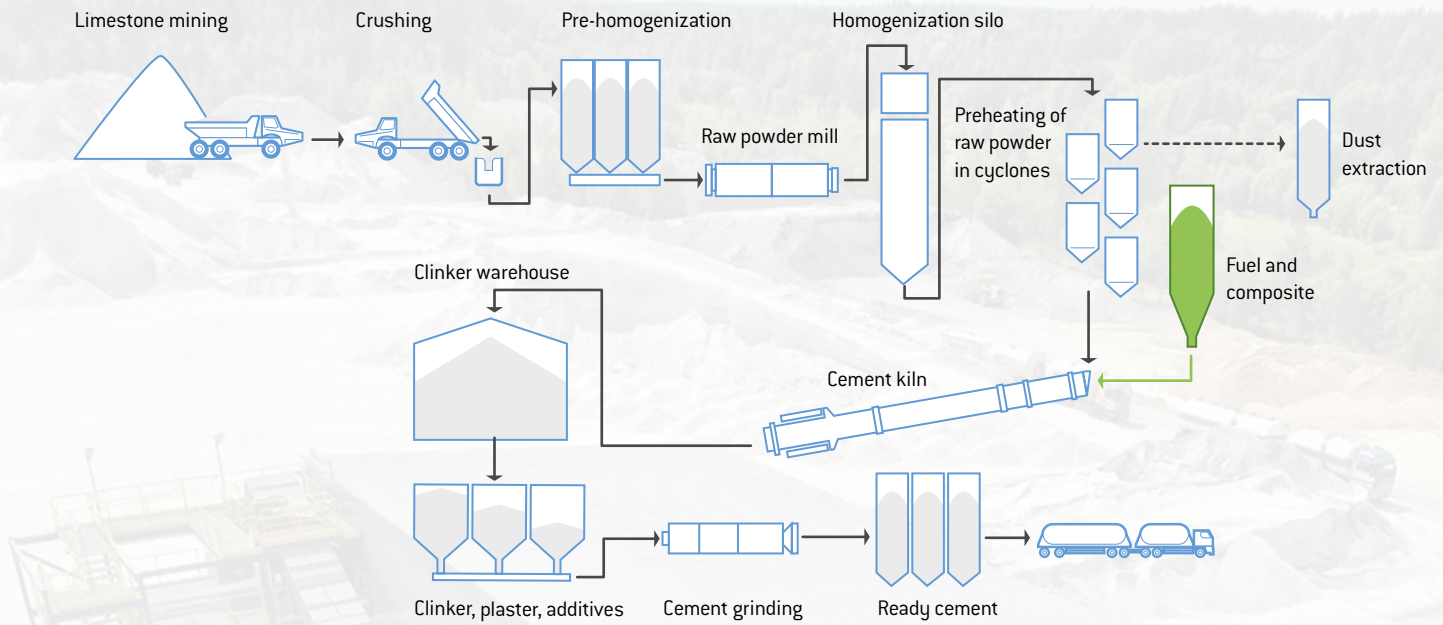 Limestone mining
Crushing
Pre-homogenization
Homogenization silo
Raw powder mill
Preheating of
raw powder
in cyclones
Dust
extraction
Fuel and
composite
Clinker warehouse
Cement kiln
Clinker, plaster, additives
Cement grinding
Ready cement